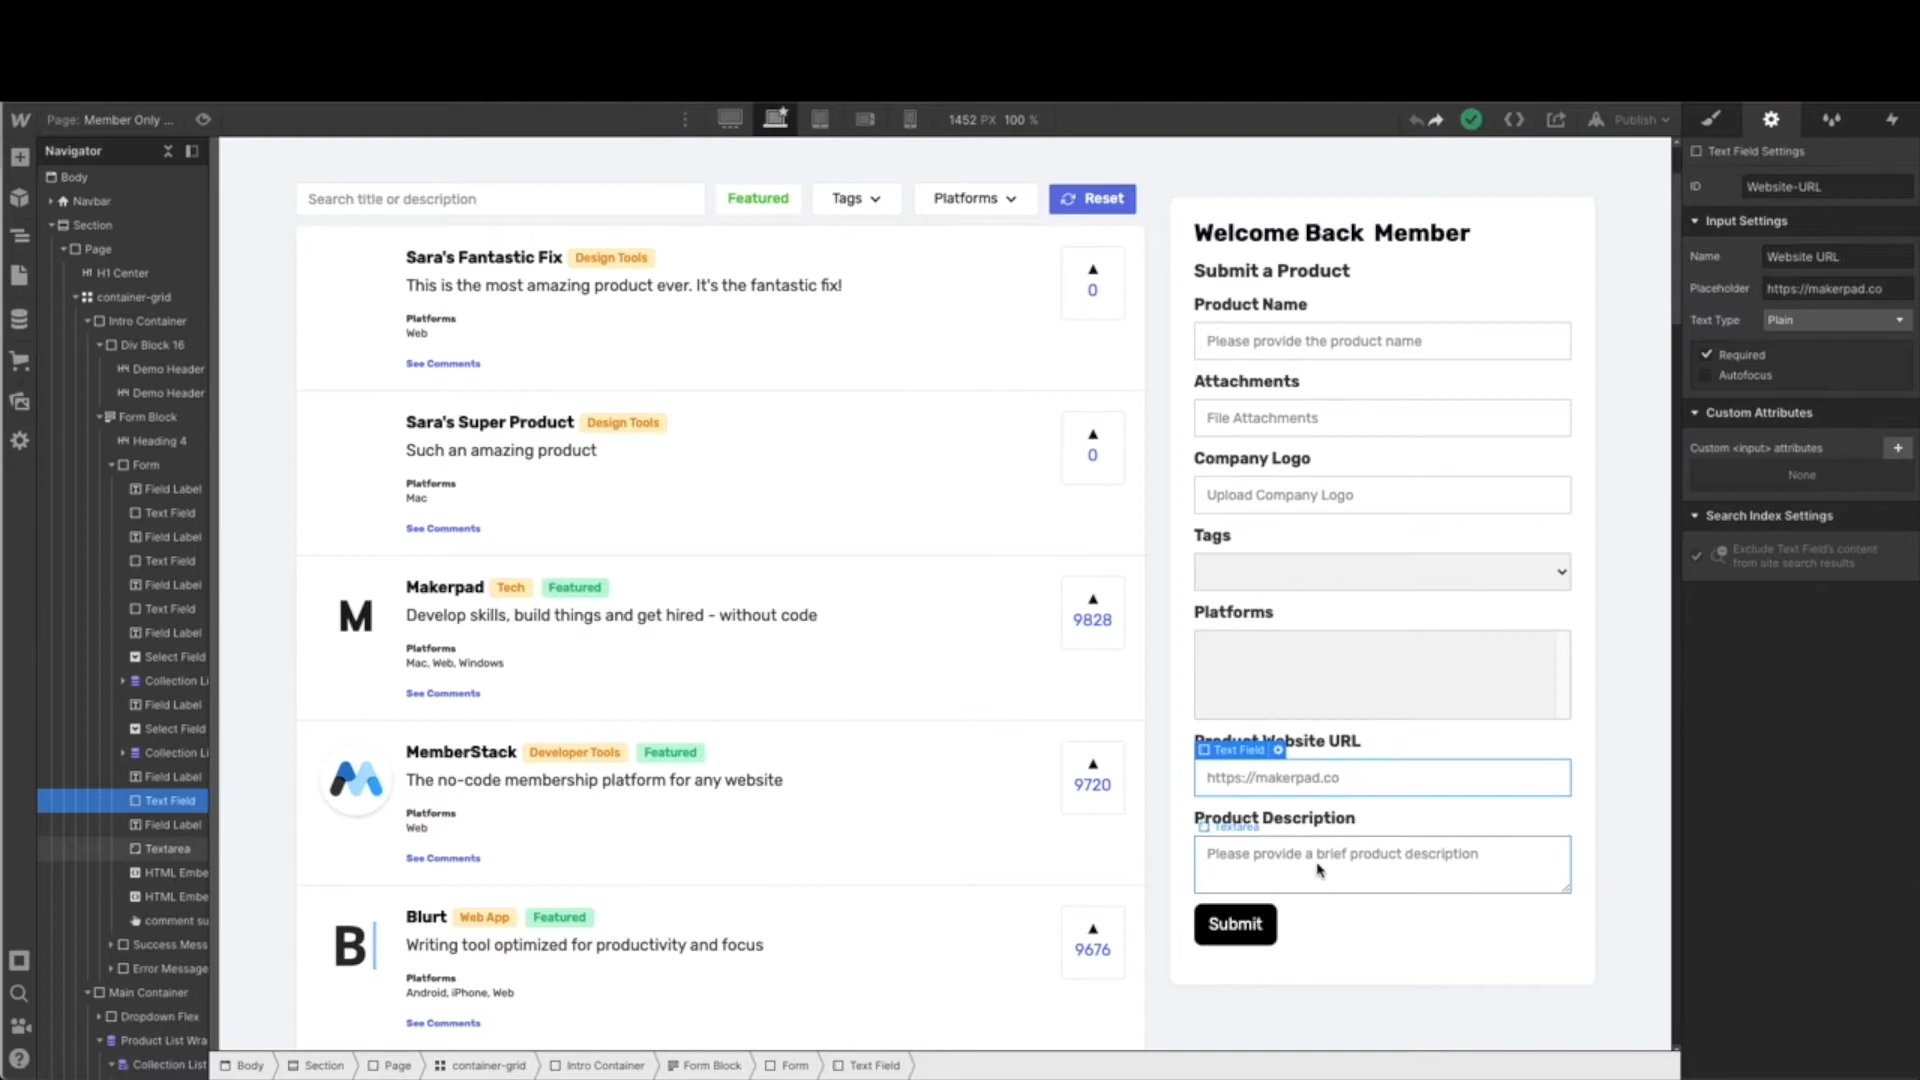 Page: Member Only ...
1452 PX 100 %
Publish
Navigator
Body
Navbar
Section
Page
H1 Center
container-grid
Intro Container
Div Block 16
Demo Header
Demo Header
Form Block
Heading 4
Form
Field Label
Text Field
Field Label
Text Field
Field Label
Text Field
Field Label
Select Field
Collection Li
Field Label
Select Field
Collection Li
Field Label
Text Field
Field Label
Textarea
HTML Embe
HTML Embe
comment su
Success Mess
Error Message
Main Container
Dropdown Flex
Product List Wra
Collection List
Search title or description
Featured
Tags
Platforms
Reset
Sara's Fantastic Fix Design Tools
This is the most amazing product ever. It's the fantastic fix!
Platforms
Web
See Comments
0
Sara's Super Product Design Tools
Such an amazing product
Platforms
Mac
See Comments
0
M
Makerpad Tech Featured
Develop skills, build things and get hired - without code
Platforms
Mac, Web, Windows
See Comments
9828
MemberStack Developer Tools Featured
The no-code membership platform for any website
Platforms
Web
See Comments
9720
B
Blurt Web App Featured
Writing tool optimized for productivity and focus
Platforms
Android, iPhone, Web
See Comments
9676
Welcome Back Member
Submit a Product
Product Name
Please provide the product name
Attachments
File Attachments
Company Logo
Upload Company Logo
Tags
Platforms
Product Website URL
Text Field
https://makerpad.co
Product Description
Textarea
Please provide a brief product description
Submit
Text Field Settings
ID Website-URL
Input Settings
Name Website URL
Placeholder https://makerpad.co
Text Type Plain
Required
Autofocus
Custom Attributes
Custom <input> attributes
None
Search Index Settings
Exclude Text Field's content
from site search results
Body Section Page container-grid Intro Container Form Block Form Text Field